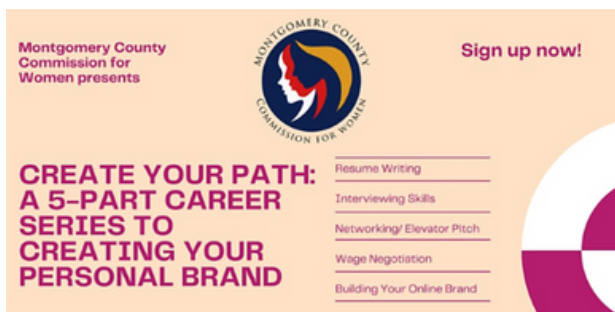 Montgomery County
Commission for
Women presents
MONTGOMERY COUNTY
COMMISSION FOR WOMEN
Sign up now!
CREATE YOUR PATH:
A 5-PART CAREER
SERIES TO
CREATING YOUR
PERSONAL BRAND
Resume Writing
Interviewing Skills
Networking/ Elevator Pitch
Wage Negotiation
Building Your Online Brand